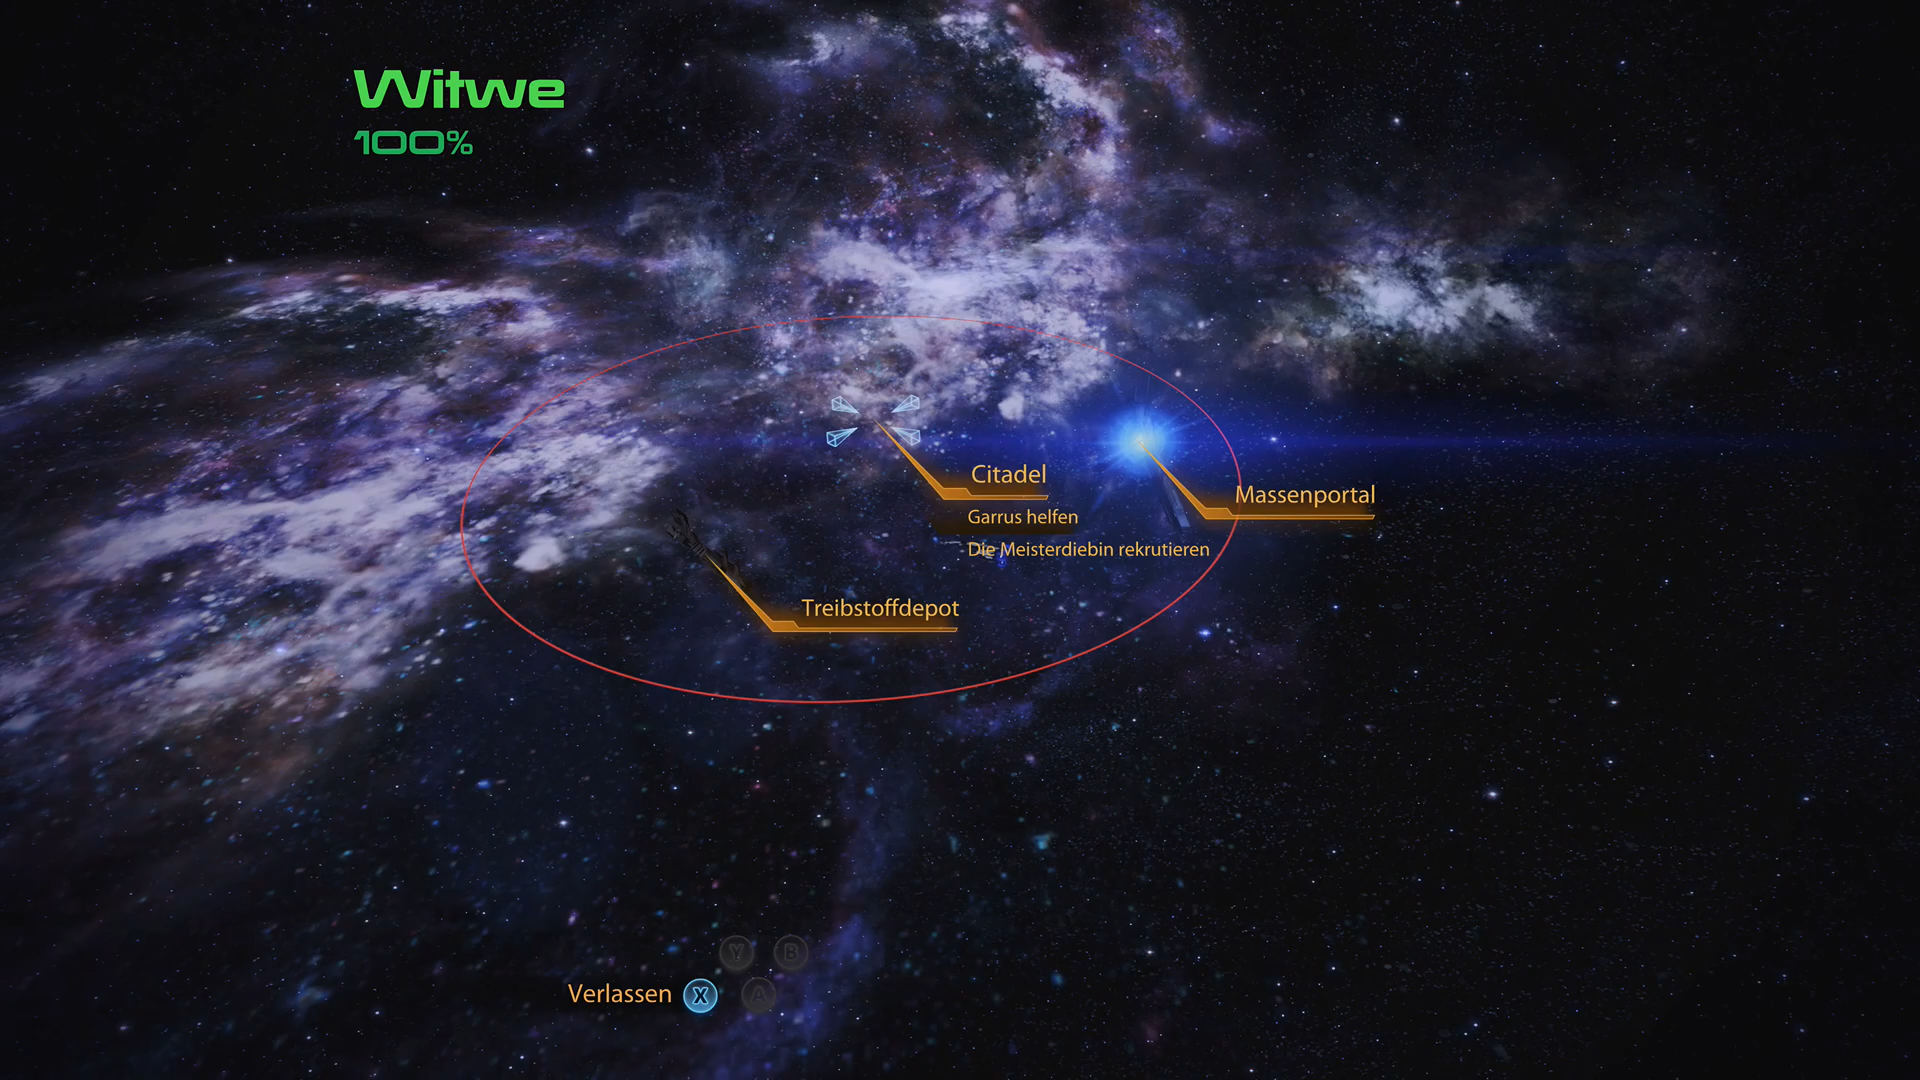 Witwe
100%
Citadel
Garrus helfen
Die Meisterdiebin rekrutieren
Massenportal
Treibstoffdepot
Y B
Verlassen X A